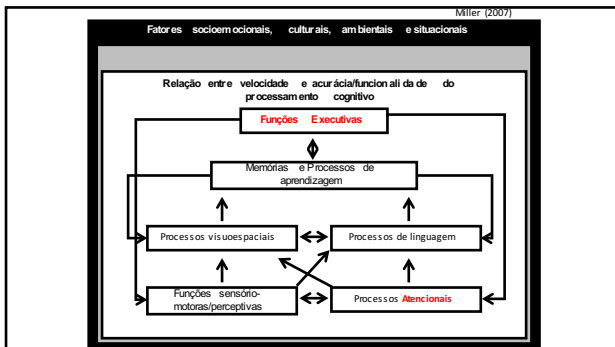 Miller (2007)
Fatores socioemocionais, culturais, ambientais e situacionais
Relação entre velocidade e acurácia/funcionalidade do
processamento cognitivo
Funções Executivas
Memórias e Processos de
aprendizagem
Processos visuoespaciais
Processos de linguagem
Funções sensório-
motoras/perceptivas
Processos Atencionais